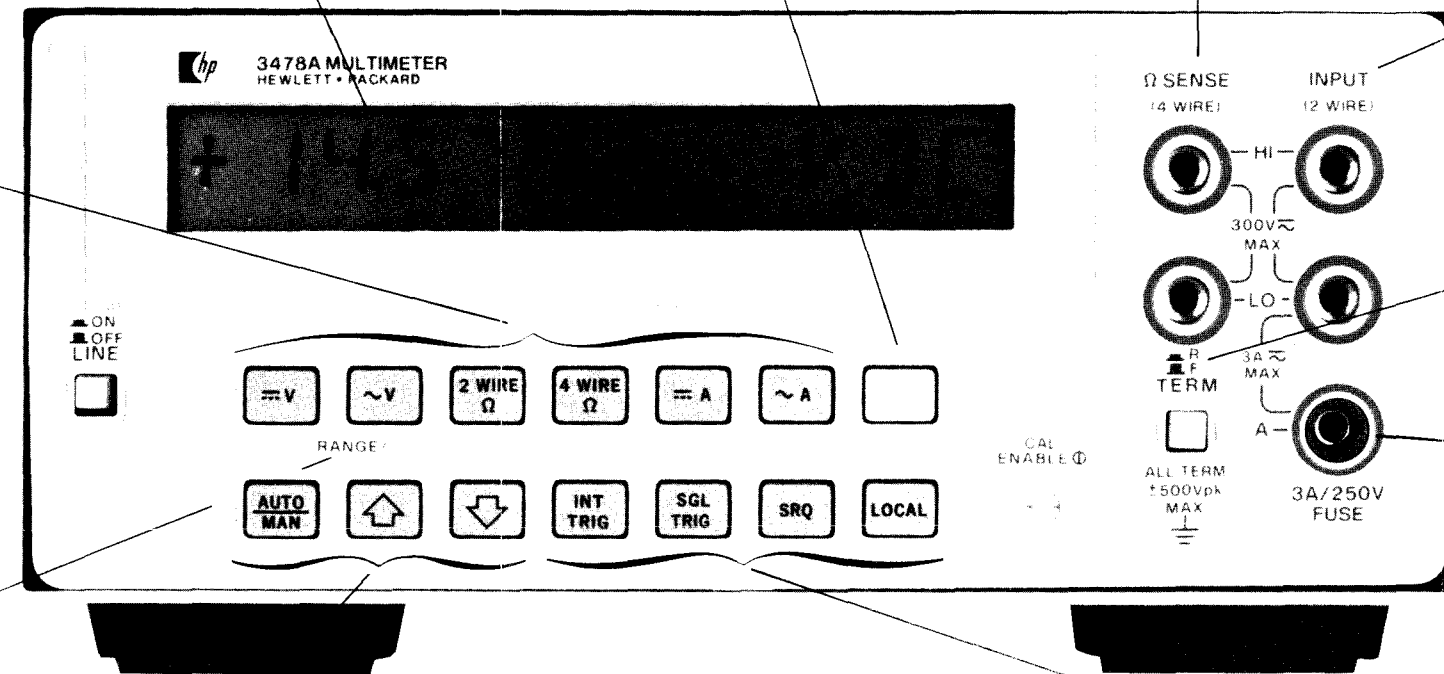 hp
3478A MULTIMETER
HEWLETT • PACKARD
Ω SENSE
(4 WIRE)
INPUT
(2 WIRE)
HI
300V
MAX
LO
ON
OFF
LINE
R
F
TERM
3A
MAX
A
V
~V
2 WIRE
Ω
4 WIRE
Ω
A
~ A
RANGE
CAL
ENABLE
AUTO
MAN
INT
TRIG
SGL
TRIG
SRQ
LOCAL
ALL TERM
±500Vpk
MAX
3A/250V
FUSE